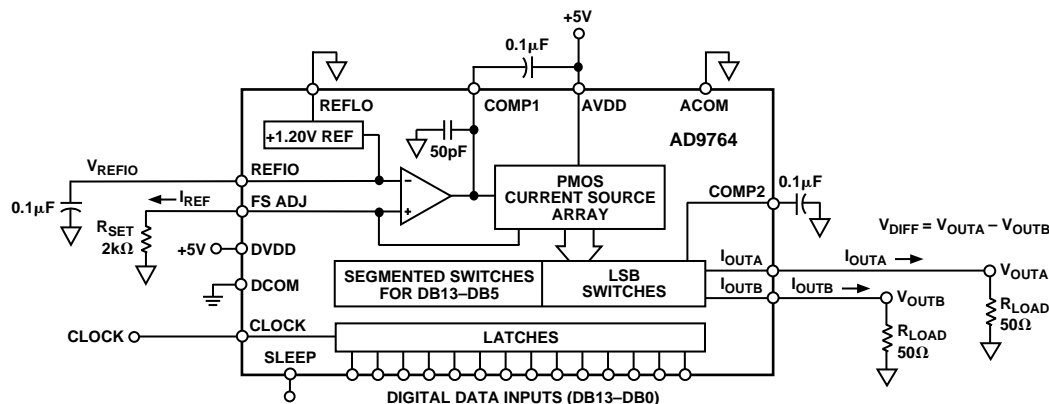 +5V
0.1μF
REFLO
COMP1
AVDD
ACOM
+1.20V REF
50pF
AD9764
V_REFIO
REFIO
PMOS
CURRENT SOURCE
ARRAY
COMP2
0.1μF
0.1μF
I_REF
FS ADJ
R_SET
2kΩ
V_DIFF = V_OUTA – V_OUTB
+5V
DVDD
DCOM
SEGMENTED SWITCHES
FOR DB13–DB5
LSB
SWITCHES
I_OUTA
I_OUTA
V_OUTA
I_OUTB
I_OUTB
V_OUTB
R_LOAD
50Ω
R_LOAD
50Ω
CLOCK
CLOCK
LATCHES
SLEEP
DIGITAL DATA INPUTS (DB13–DB0)